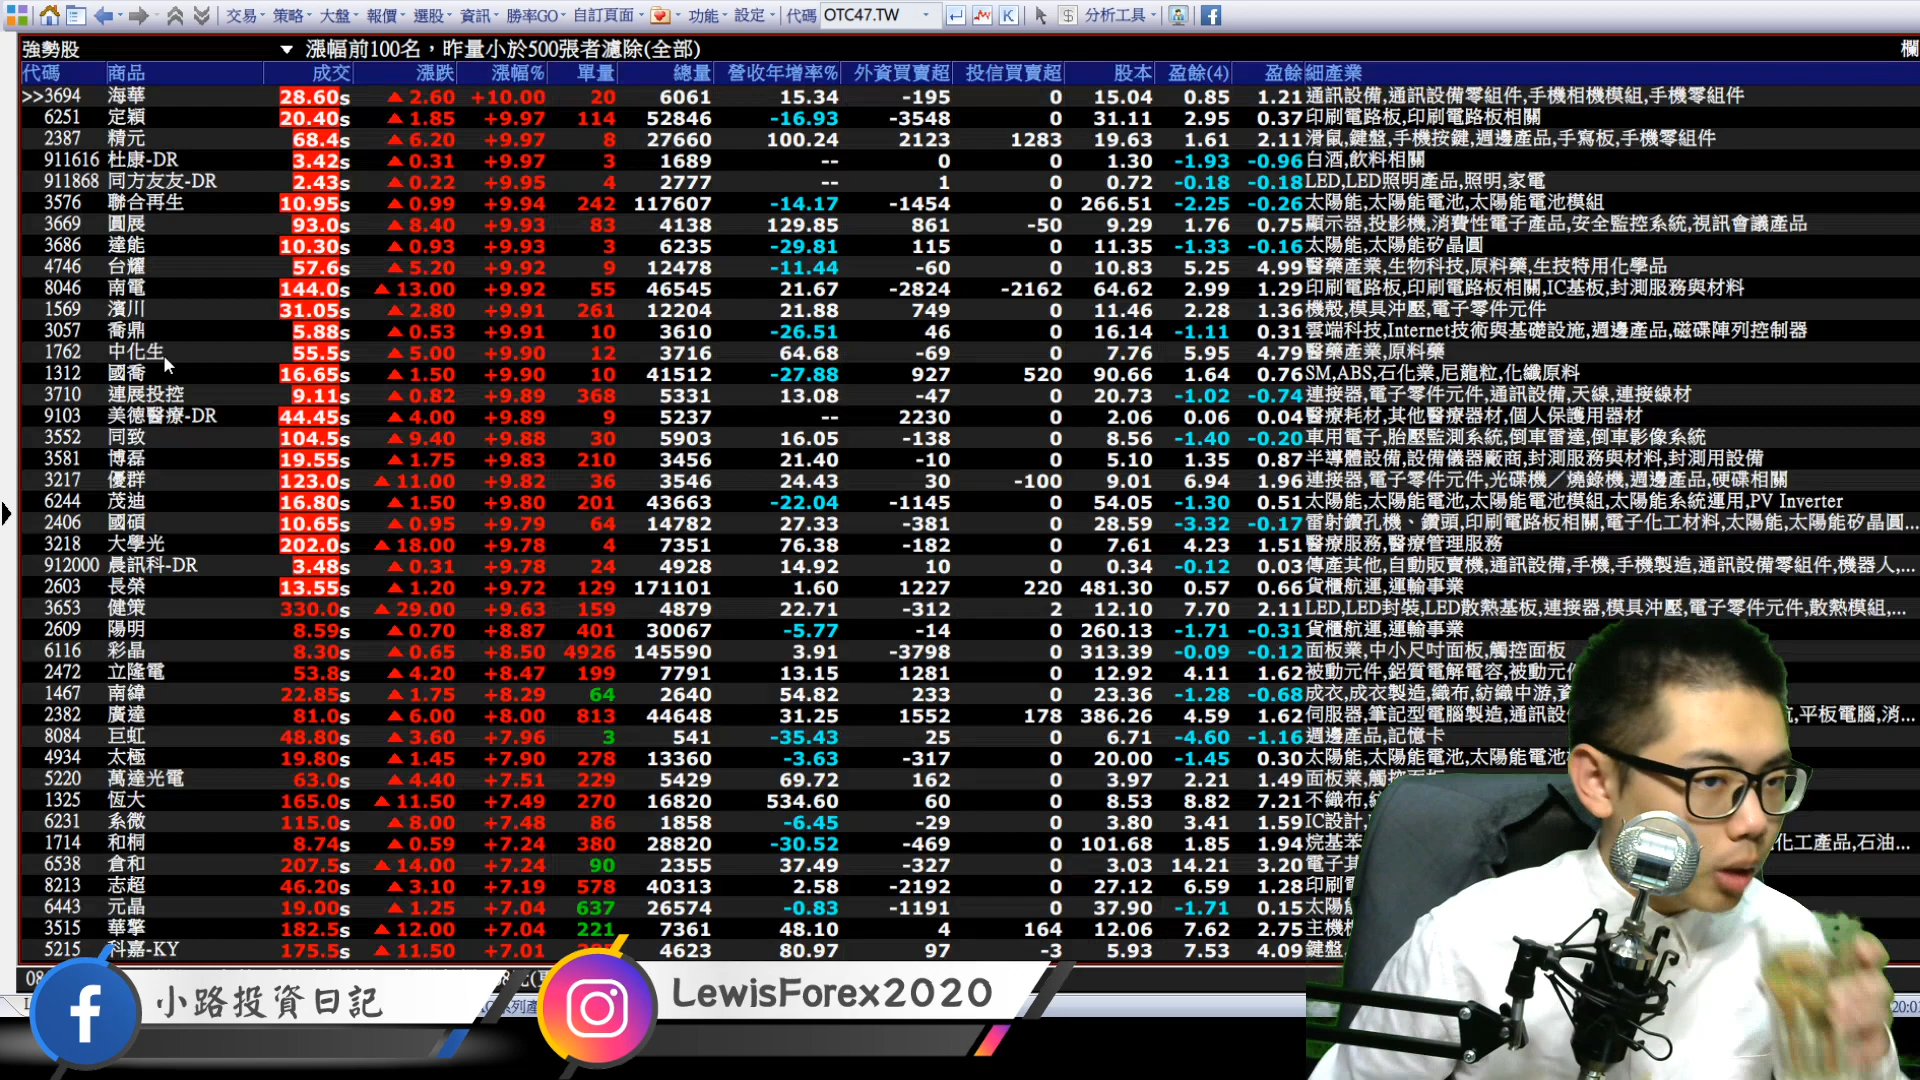 交易 策略 大盤 報價 選股 資訊 勝率GO 自訂頁面 功能 設定 代碼 OTC47.TW K $ 分析工具
強勢股 漲幅前100名，昨量小於500張者濾除(全部) 欄
代碼 商品 成交 漲跌 漲幅% 單量 總量 營收年增率% 外資買賣超 投信買賣超 股本 盈餘(4) 盈餘 細產業
>>3694 海華 28.60s ▲2.60 +10.00 20 6061 15.34 -195 0 15.04 0.85 1.21 通訊設備,通訊設備零組件,手機相機模組,手機零組件
6251 定穎 20.40s ▲1.85 +9.97 114 52846 -16.93 -3548 0 31.11 2.95 0.37 印刷電路板,印刷電路板相關
2387 精元 68.4s ▲6.20 +9.97 8 27660 100.24 2123 1283 19.63 1.61 2.11 滑鼠,鍵盤,手機按鍵,週邊產品,手寫板,手機零組件
911616 杜康-DR 3.42s ▲0.31 +9.97 3 1689 -- 0 0 1.30 -1.93 -0.96 白酒,飲料相關
911868 同方友友-DR 2.43s ▲0.22 +9.95 4 2777 -- 1 0 0.72 -0.18 -0.18 LED,LED照明產品,照明,家電
3576 聯合再生 10.95s ▲0.99 +9.94 242 117607 -14.17 -1454 0 266.51 -2.25 -0.26 太陽能,太陽能電池,太陽能電池模組
3669 圓展 93.0s ▲8.40 +9.93 83 4138 129.85 861 -50 9.29 1.76 0.75 顯示器,投影機,消費性電子產品,安全監控系統,視訊會議產品
3686 達能 10.30s ▲0.93 +9.93 3 6235 -29.81 115 0 11.35 -1.33 -0.16 太陽能,太陽能矽晶圓
4746 台耀 57.6s ▲5.20 +9.92 9 12478 -11.44 -60 0 10.83 5.25 4.99 醫藥產業,生物科技,原料藥,生技特用化學品
8046 南電 144.0s ▲13.00 +9.92 55 46545 21.67 -2824 -2162 64.62 2.99 1.29 印刷電路板,印刷電路板相關,IC基板,封測服務與材料
1569 濱川 31.05s ▲2.80 +9.91 261 12204 21.88 749 0 11.46 2.28 1.36 機殼,模具沖壓,電子零件元件
3057 喬鼎 5.88s ▲0.53 +9.91 10 3610 -26.51 46 0 16.14 -1.11 0.31 雲端科技,Internet技術與基礎設施,週邊產品,磁碟陣列控制器
1762 中化生 55.5s ▲5.00 +9.90 12 3716 64.68 -69 0 7.76 5.95 4.79 醫藥產業,原料藥
1312 國喬 16.65s ▲1.50 +9.90 10 41512 -27.88 927 520 90.66 1.64 0.76 SM,ABS,石化業,尼龍粒,化纖原料
3710 連展投控 9.11s ▲0.82 +9.89 368 5331 13.08 -47 0 20.73 -1.02 -0.74 連接器,電子零件元件,通訊設備,天線,連接線材
9103 美德醫療-DR 44.45s ▲4.00 +9.89 9 5237 -- 2230 0 2.06 0.06 0.04 醫療耗材,其他醫療器材,個人保護用器材
3552 同致 104.5s ▲9.40 +9.88 30 5903 16.05 -138 0 8.56 -1.40 -0.20 車用電子,胎壓監測系統,倒車雷達,倒車影像系統
3581 博磊 19.55s ▲1.75 +9.83 210 3456 21.40 -10 0 5.10 1.35 0.87 半導體設備,設備儀器廠商,封測服務與材料,封測用設備
3217 優群 123.0s ▲11.00 +9.82 36 3546 24.43 30 -100 9.01 6.94 1.96 連接器,電子零件元件,光碟機／燒錄機,週邊產品,硬碟相關
6244 茂迪 16.80s ▲1.50 +9.80 201 43663 -22.04 -1145 0 54.05 -1.30 0.51 太陽能,太陽能電池,太陽能電池模組,太陽能系統運用,PV Inverter
2406 國碩 10.65s ▲0.95 +9.79 64 14782 27.33 -381 0 28.59 -3.32 -0.17 雷射鑽孔機、鑽頭,印刷電路板相關,電子化工材料,太陽能,太陽能矽晶圓...
3218 大學光 202.0s ▲18.00 +9.78 4 7351 76.38 -182 0 7.61 4.23 1.51 醫療服務,醫療管理服務
912000 晨訊科-DR 3.48s ▲0.31 +9.78 24 4928 14.92 10 0 0.34 -0.12 0.03 傳產其他,自動販賣機,通訊設備,手機,手機製造,通訊設備零組件,機器人,...
2603 長榮 13.55s ▲1.20 +9.72 129 171101 1.60 1227 220 481.30 0.57 0.66 貨櫃航運,運輸事業
3653 健策 330.0s ▲29.00 +9.63 159 4879 22.71 -312 2 12.10 7.70 2.11 LED,LED封裝,LED散熱基板,連接器,模具沖壓,電子零件元件,散熱模組,...
2609 陽明 8.59s ▲0.70 +8.87 401 30067 -5.77 -14 0 260.13 -1.71 -0.31 貨櫃航運,運輸事業
6116 彩晶 8.30s ▲0.65 +8.50 4926 145590 3.91 -3798 0 313.39 -0.09 -0.12 面板業,中小尺吋面板,觸控面板
2472 立隆電 53.8s ▲4.20 +8.47 199 7791 13.15 1281 0 12.92 4.11 1.62 被動元件,鋁質電解電容,被動元
1467 南緯 22.85s ▲1.75 +8.29 64 2640 54.82 233 0 23.36 -1.28 -0.68 成衣,成衣製造,織布,紡織中游,
2382 廣達 81.0s ▲6.00 +8.00 813 44648 31.25 1552 178 386.26 4.59 1.62 伺服器,筆記型電腦製造,通訊設 ,平板電腦,消...
8084 巨虹 48.80s ▲3.60 +7.96 3 541 -35.43 25 0 6.71 -4.60 -1.16 週邊產品,記憶卡
4934 太極 19.80s ▲1.45 +7.90 278 13360 -3.63 -317 0 20.00 -1.45 0.30 太陽能,太陽能電池,太陽能電池
5220 萬達光電 63.0s ▲4.40 +7.51 229 5429 69.72 162 0 3.97 2.21 1.49 面板業,觸控面板
1325 恆大 165.0s ▲11.50 +7.49 270 16820 534.60 60 0 8.53 8.82 7.21 不織布,
6231 系微 115.0s ▲8.00 +7.48 86 1858 -6.45 -29 0 3.80 3.41 1.59 IC設計,
1714 和桐 8.74s ▲0.59 +7.24 380 28820 -30.52 -469 0 101.68 1.85 1.94 烷基苯 化工產品,石油...
6538 倉和 207.5s ▲14.00 +7.24 90 2355 37.49 -327 0 3.03 14.21 3.20 電子其
8213 志超 46.20s ▲3.10 +7.19 578 40313 2.58 -2192 0 27.12 6.59 1.28 印刷
6443 元晶 19.00s ▲1.25 +7.04 637 26574 -0.83 -1191 0 37.90 -1.71 0.15 太陽
3515 華擎 182.5s ▲12.00 +7.04 221 7361 48.10 4 164 12.06 7.62 2.75 主機
5215 科嘉-KY 175.5s ▲11.50 +7.01 4623 80.97 97 -3 5.93 7.53 4.09 鍵盤
小路投資日記
LewisForex2020